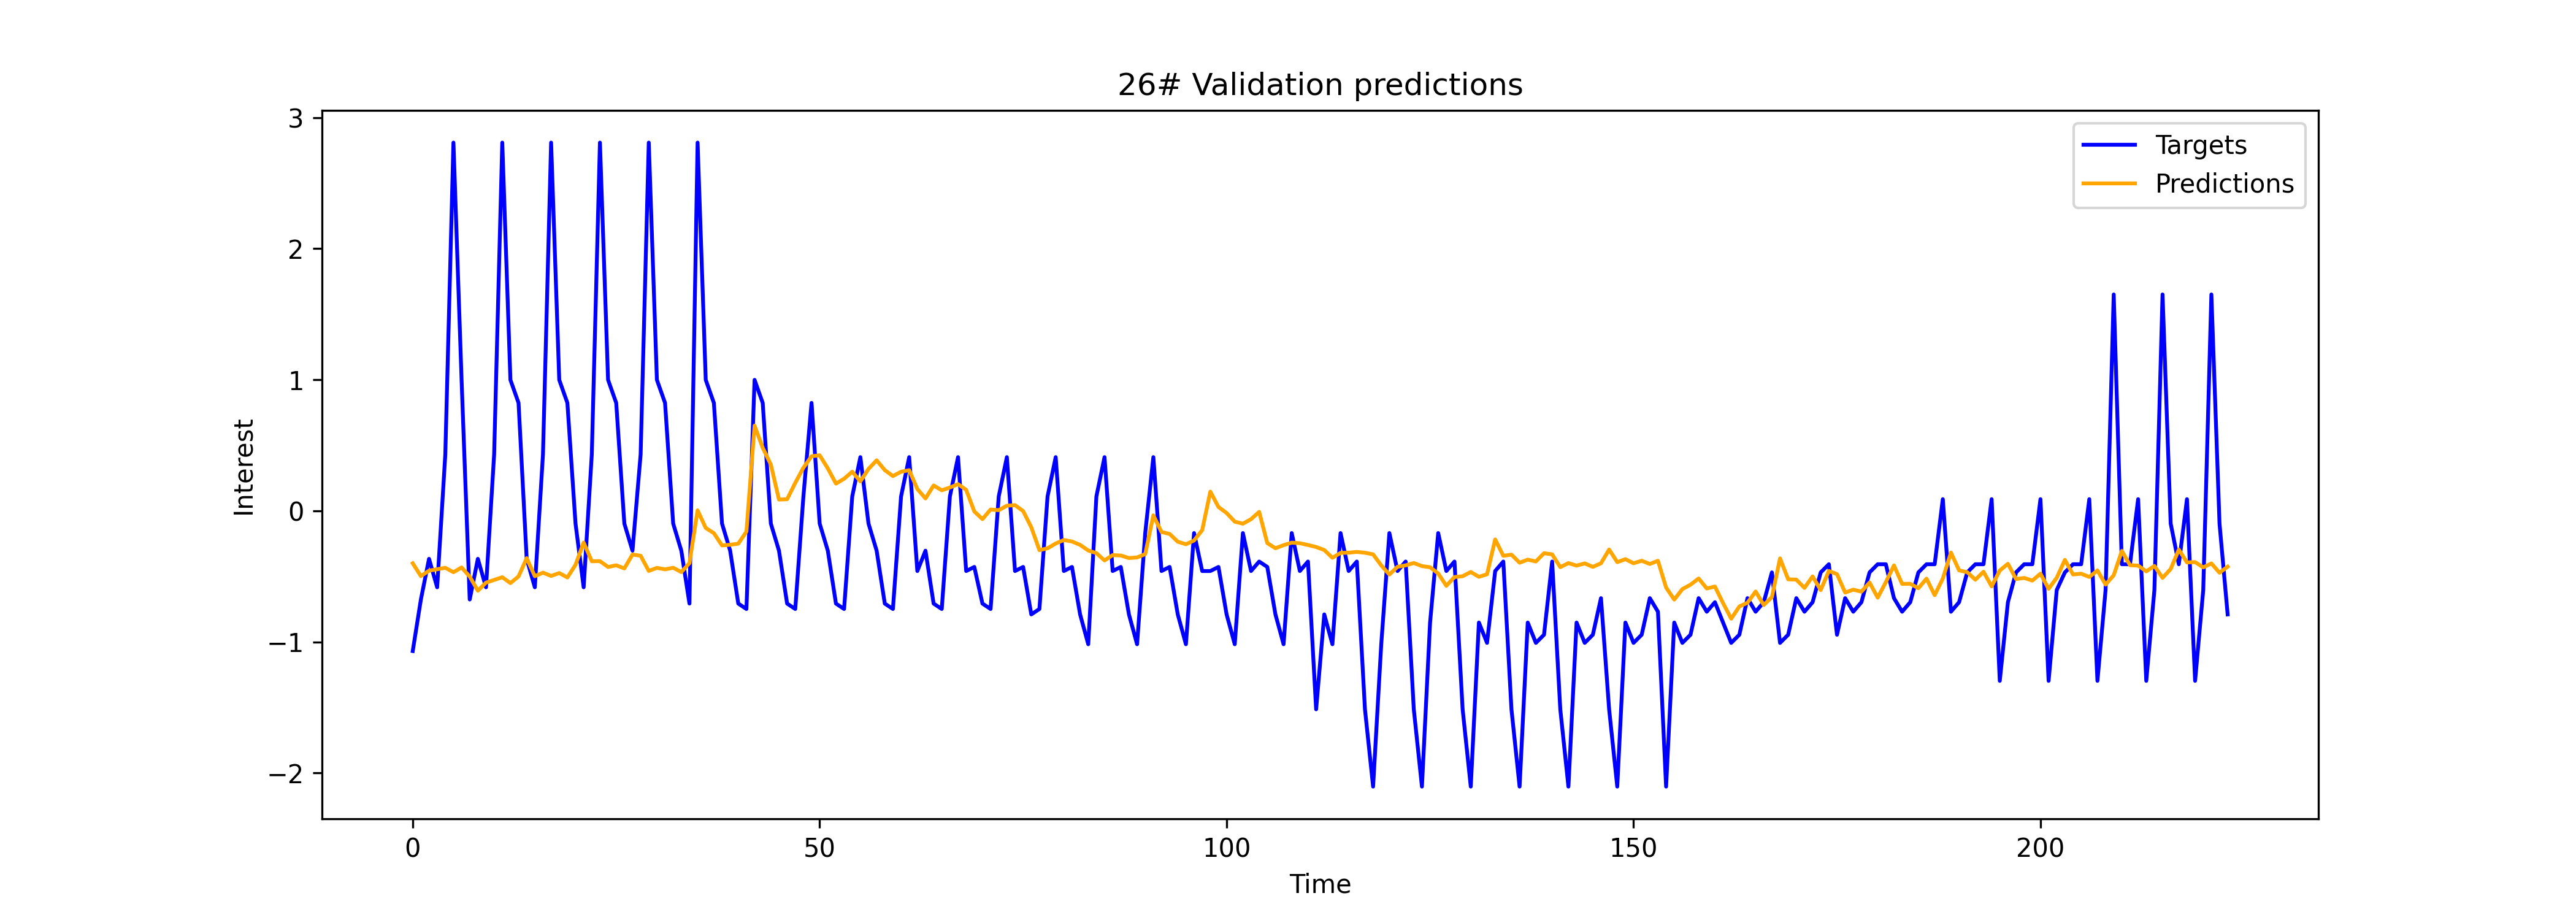 26# Validation predictions
Targets
Predictions
3
2
1
0
−1
−2
Interest
0
50
100
150
200
Time